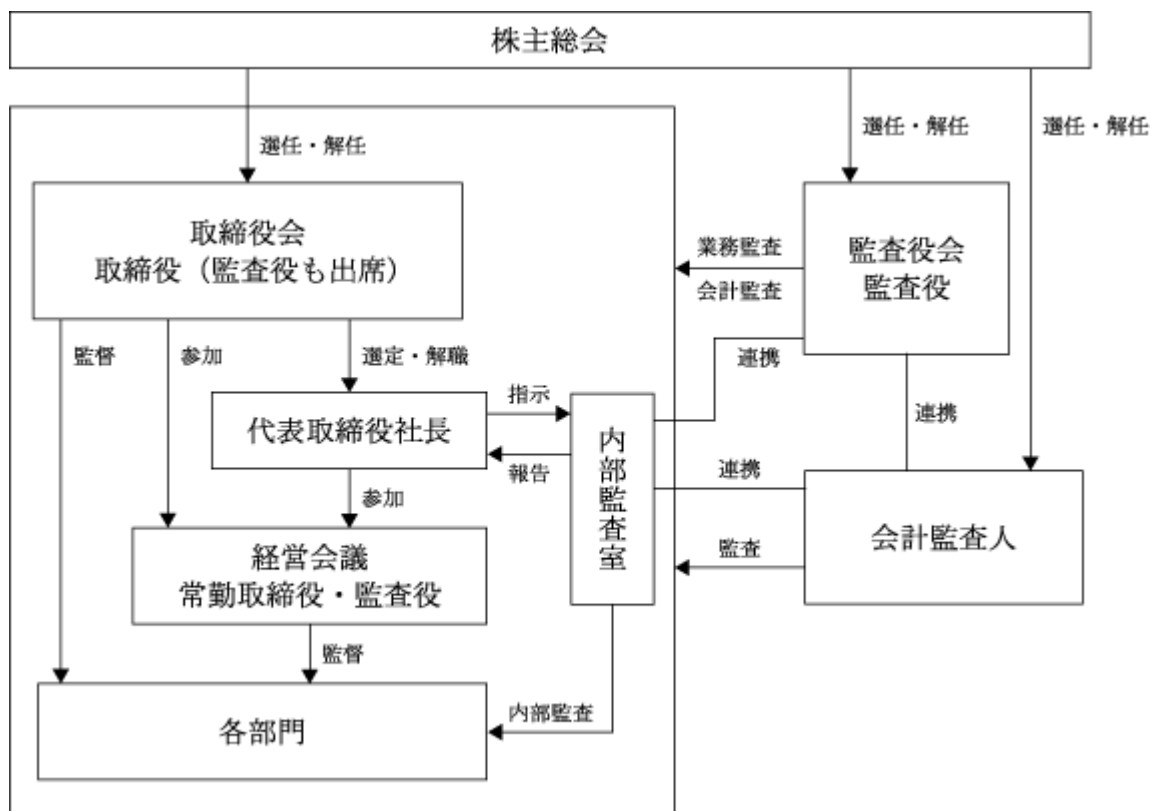 株主総会
選任・解任
選任・解任
選任・解任
取締役会
取締役（監査役も出席）
業務監査
会計監査
監査役会
監査役
監督
参加
選定・解職
連携
代表取締役社長
指示
報告
内部監査室
連携
連携
参加
経営会議
常勤取締役・監査役
監査
会計監査人
監督
各部門
内部監査